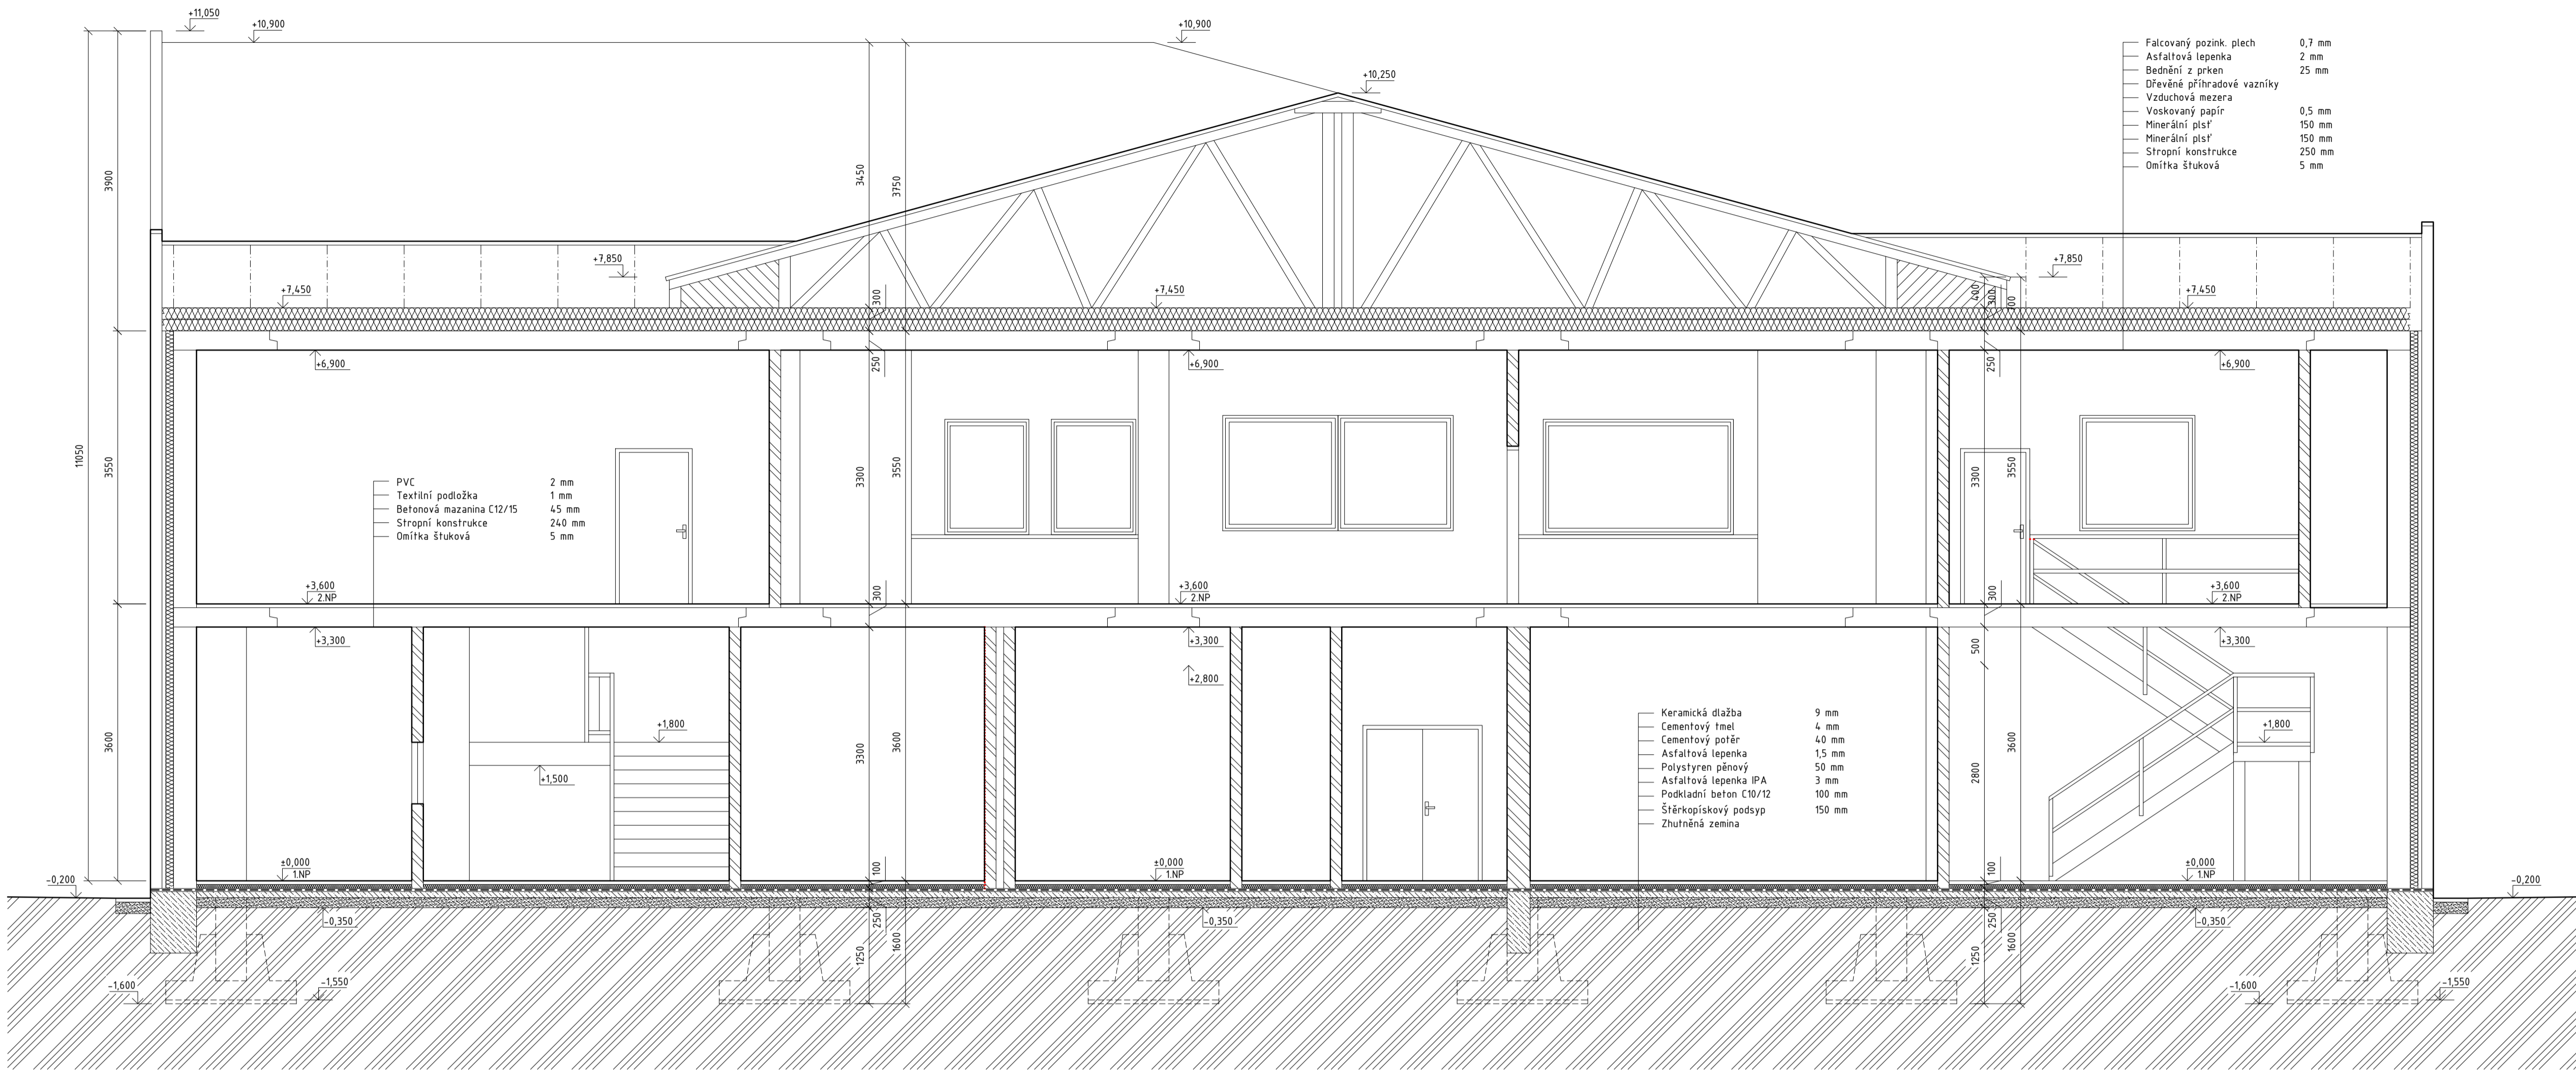 +11,050
+10,900
+10,900
+10,250
Falcovaný pozink. plech 0,7 mm
Asfaltová lepenka 2 mm
Bednění z prken 25 mm
Dřevěné příhradové vazníky
Vzduchová mezera
Voskovaný papír 0,5 mm
Minerální plsť 150 mm
Minerální plsť 150 mm
Stropní konstrukce 250 mm
Omítka štuková 5 mm
3900
3450
3750
+7,850
+7,850
+7,450
+7,450
+7,450
300
400
300
700
+6,900
+6,900
+6,900
250
250
11050
3550
3300
3550
3300
3550
PVC 2 mm
Textilní podložka 1 mm
Betonová mazanina C12/15 45 mm
Stropní konstrukce 240 mm
Omítka štuková 5 mm
+3,600
2.NP
+3,600
2.NP
+3,600
2.NP
300
300
+3,300
+3,300
+3,300
+2,800
500
3600
3300
3600
2800
3600
+1,800
+1,500
+1,800
Keramická dlažba 9 mm
Cementový tmel 4 mm
Cementový potěr 40 mm
Asfaltová lepenka 1,5 mm
Polystyren pěnový 50 mm
Asfaltová lepenka IPA 3 mm
Podkladní beton C10/12 100 mm
Štěrkopískový podsyp 150 mm
Zhutněná zemina
±0,000
1.NP
±0,000
1.NP
±0,000
1.NP
100
100
-0,200
-0,200
-0,350
-0,350
-0,350
250
250
1250
1600
1250
1600
-1,600
-1,550
-1,600
-1,550